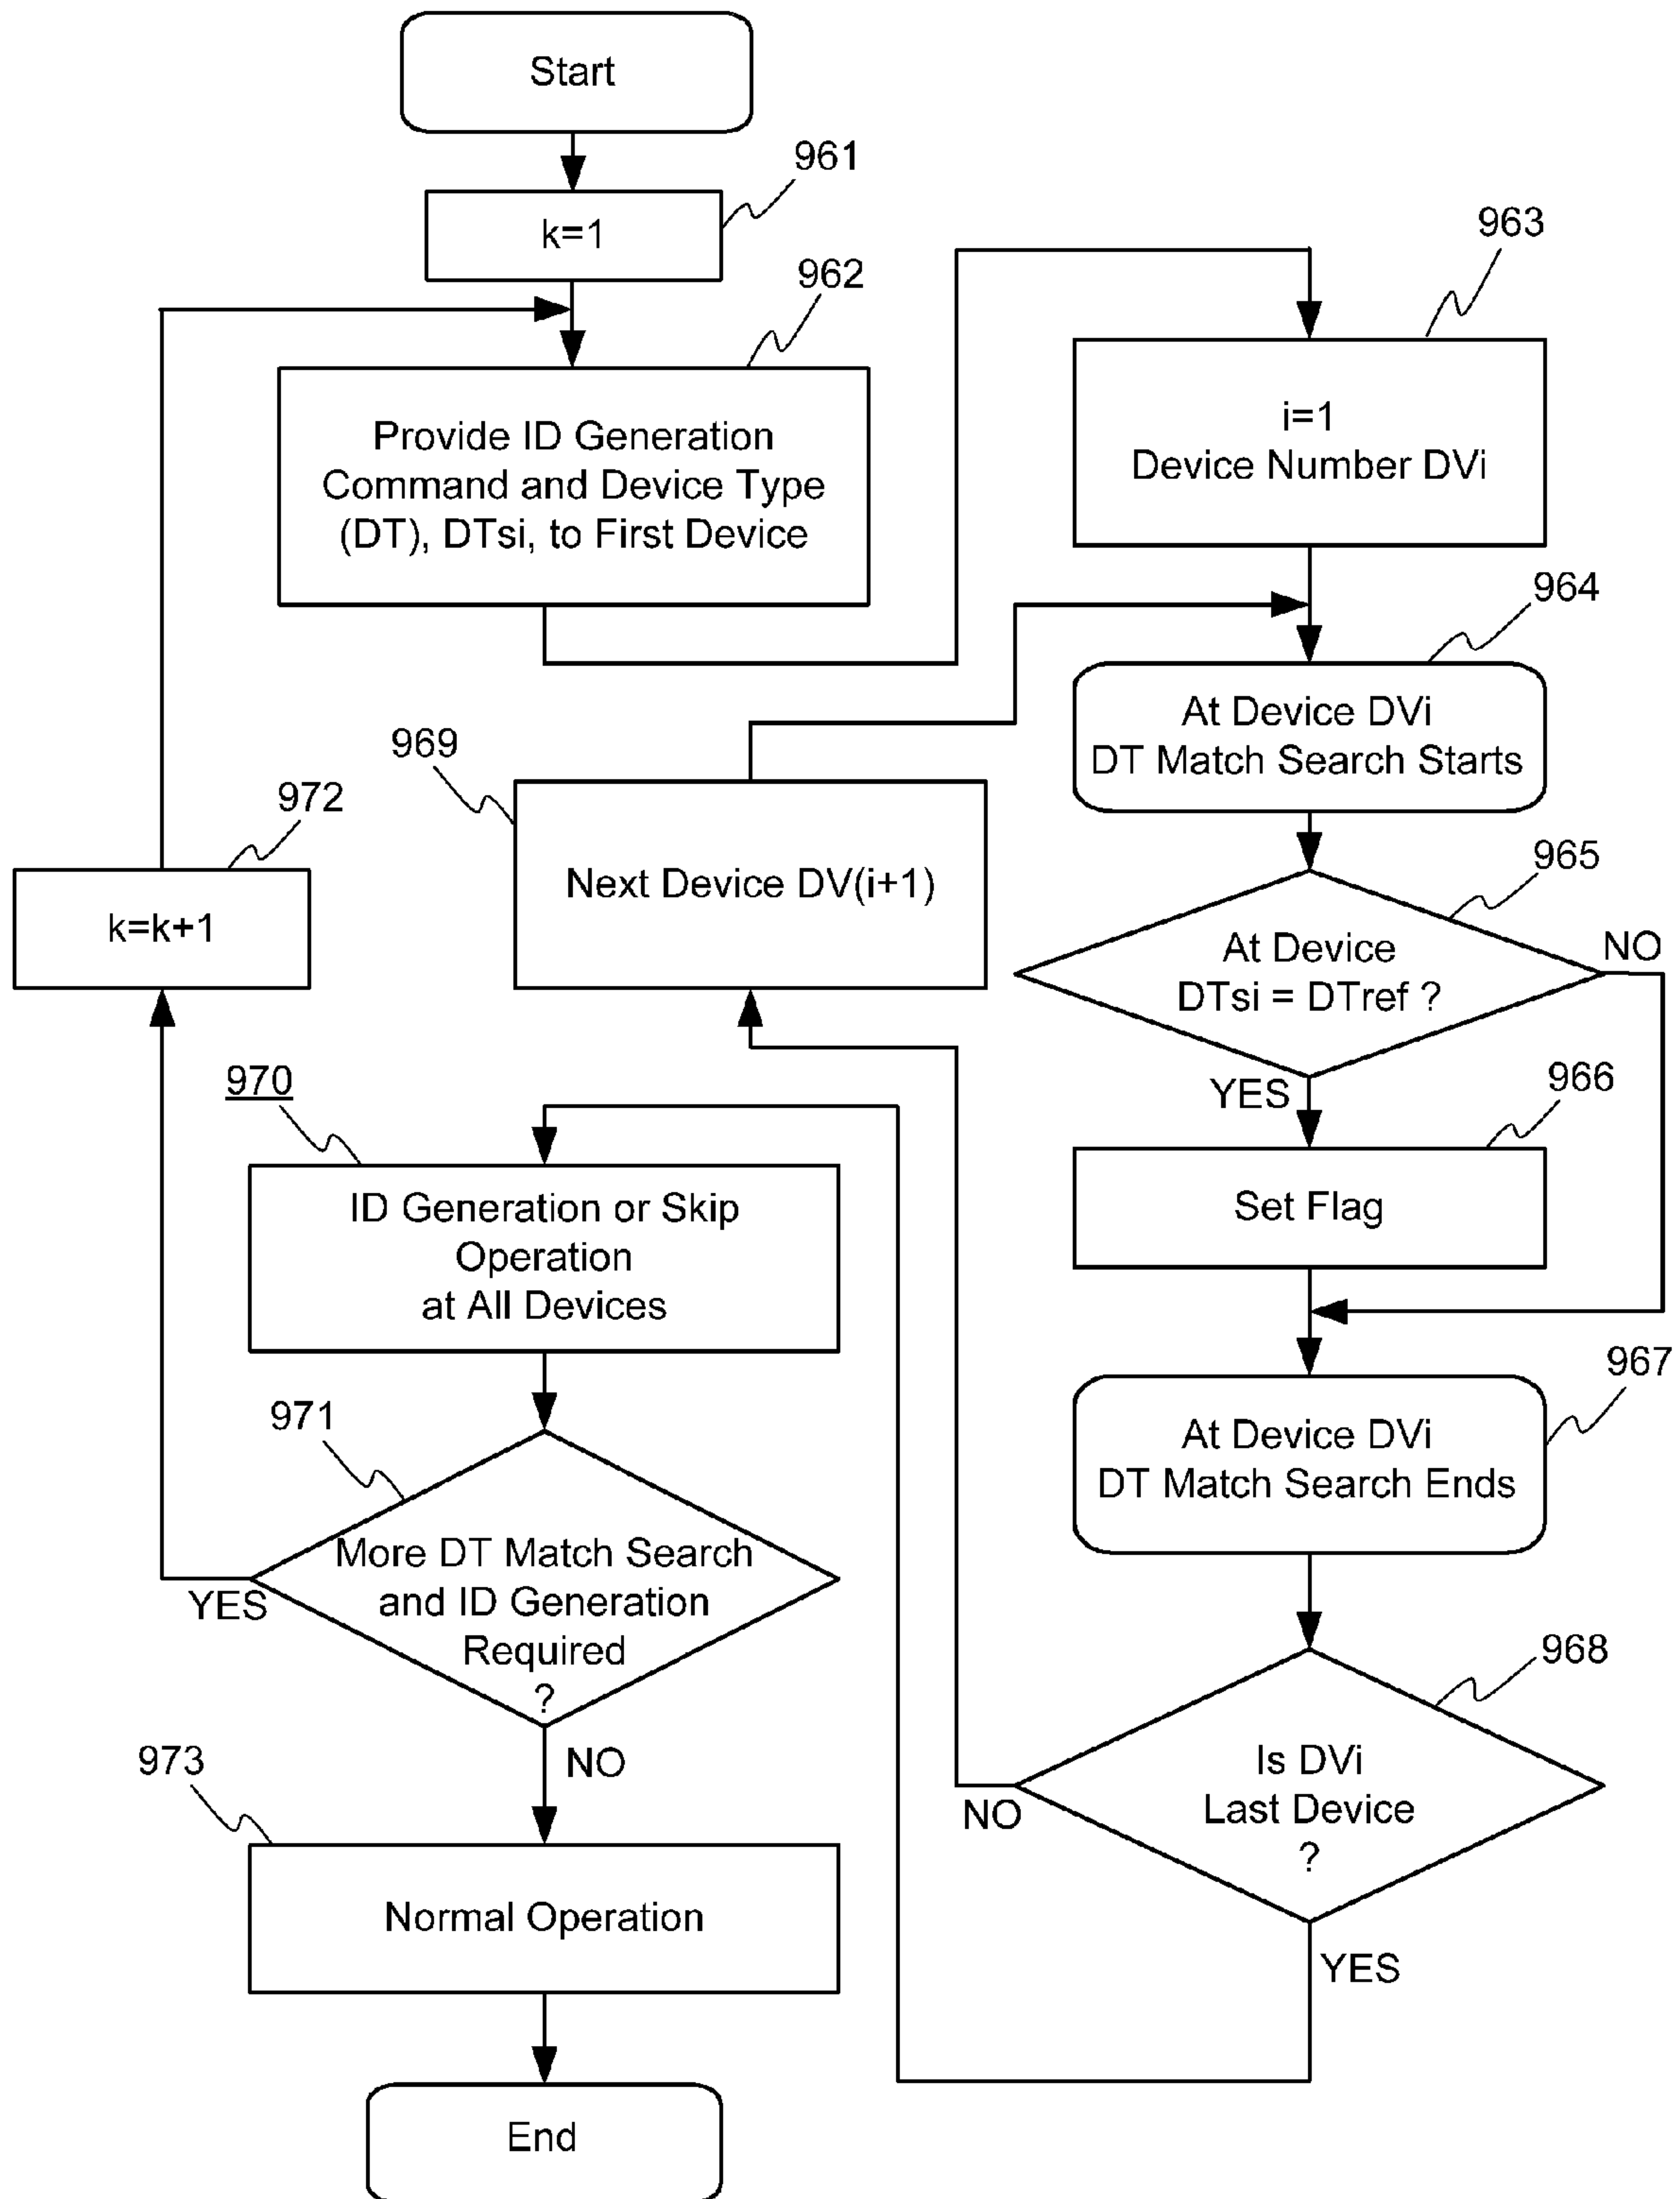 Start
961
k=1
962
Provide ID Generation
Command and Device Type
(DT), DTsi, to First Device
963
i=1
Device Number DVi
964
At Device DVi
DT Match Search Starts
965
At Device
DTsi = DTref ?
NO
YES
966
Set Flag
967
At Device DVi
DT Match Search Ends
968
Is DVi
Last Device
?
NO
YES
969
Next Device DV(i+1)
970
ID Generation or Skip
Operation
at All Devices
971
More DT Match Search
and ID Generation
Required
?
YES
NO
972
k=k+1
973
Normal Operation
End